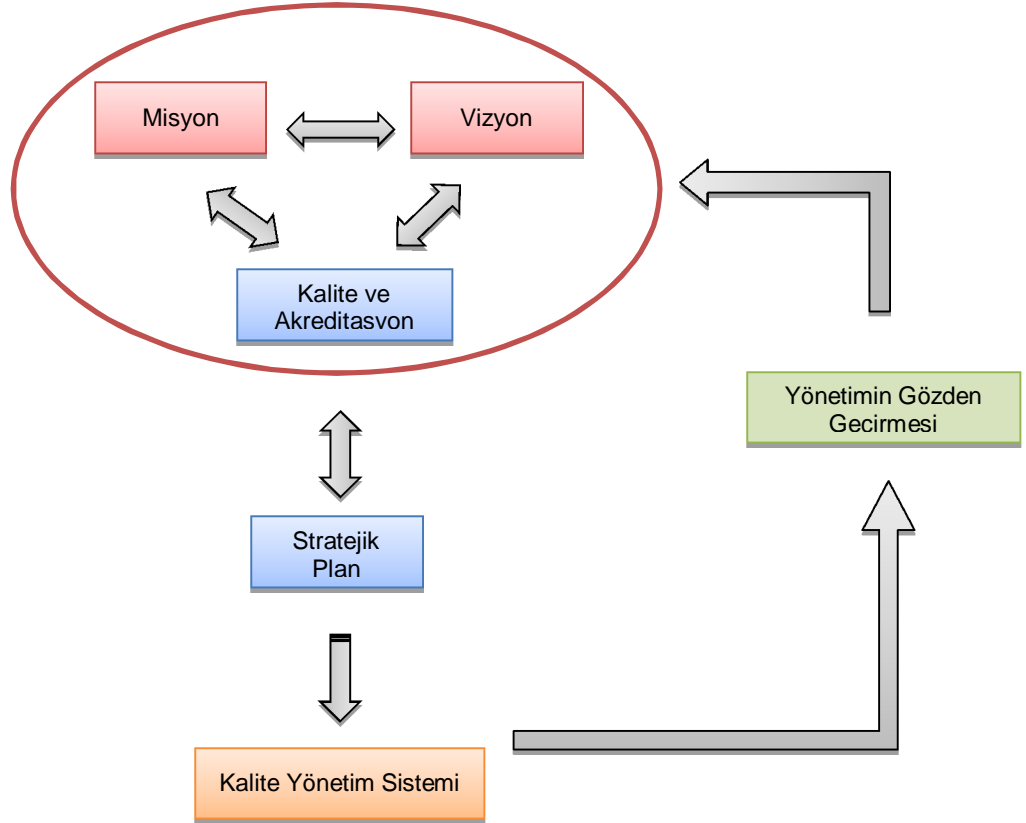 Misyon
Vizyon
Kalite ve
Akreditasvon
Yönetimin Gözden
Gecirmesi
Stratejik
Plan
Kalite Yönetim Sistemi